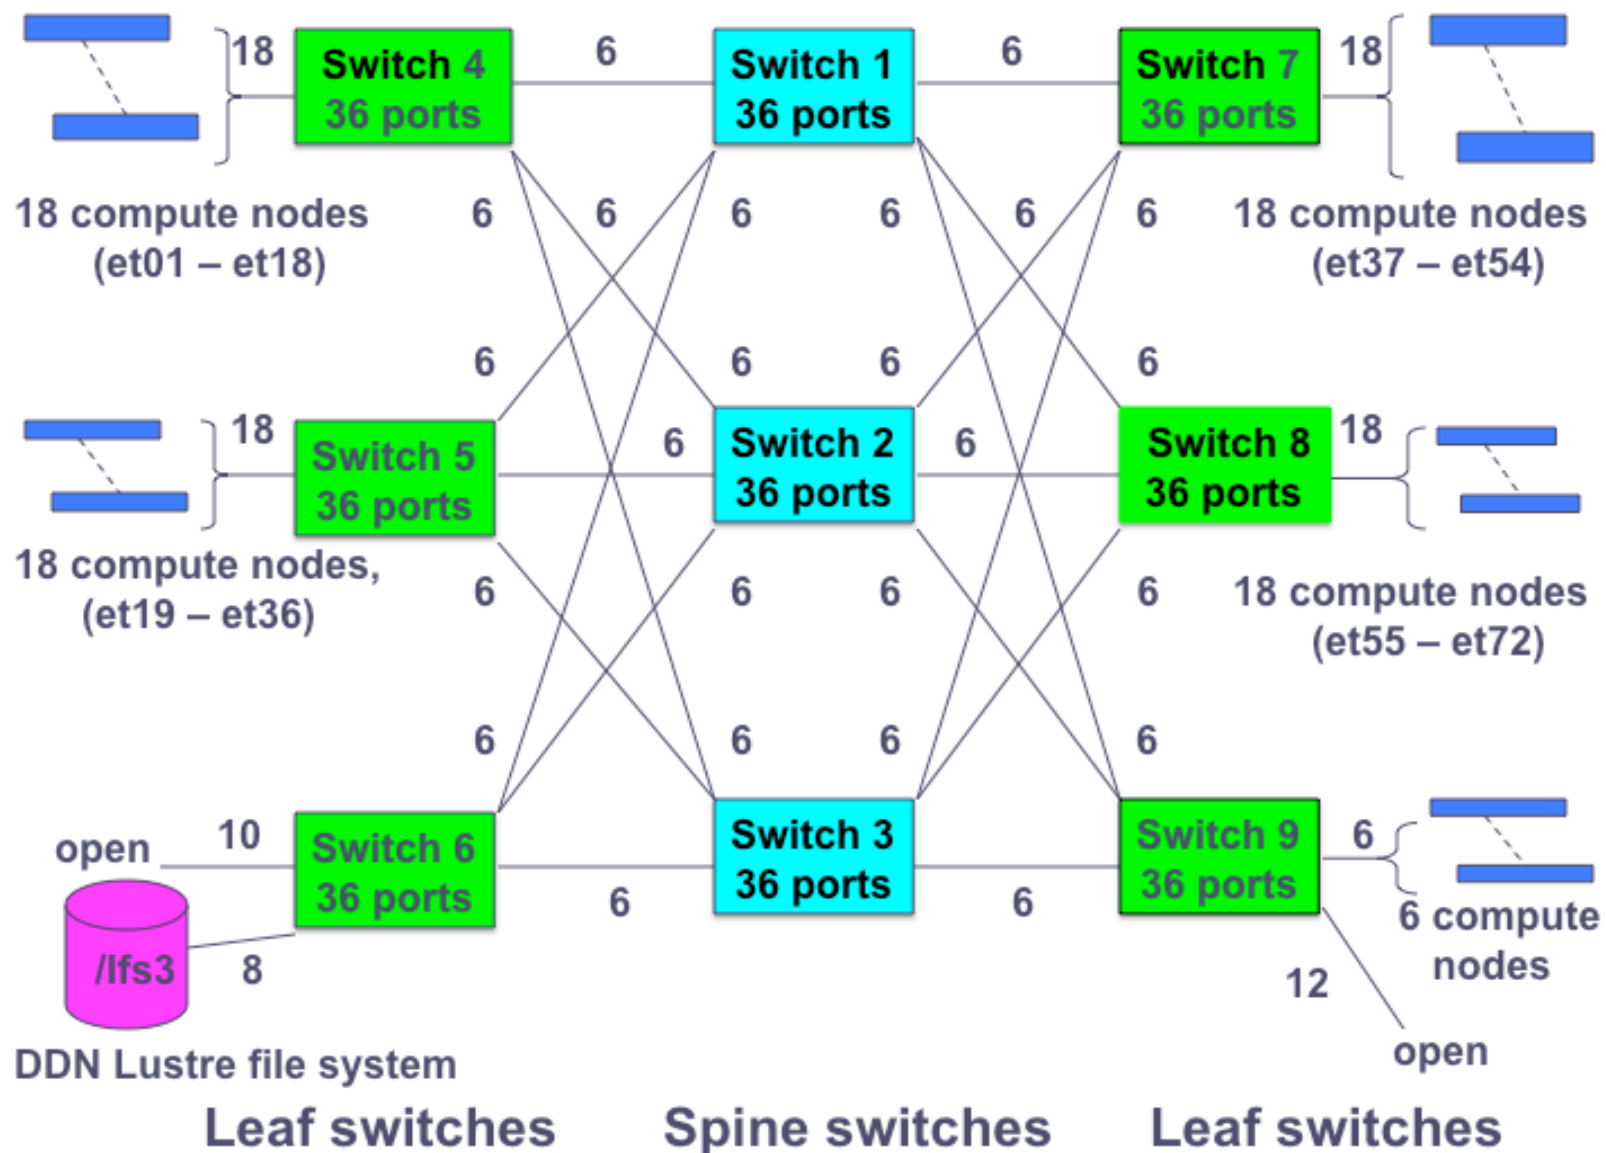 18
Switch 4
36 ports
6
Switch 1
36 ports
6
Switch 7
36 ports
18
18 compute nodes
(et01 – et18)
6
6
6
6
6
6
18 compute nodes
(et37 – et54)
6
6
6
6
18
Switch 5
36 ports
6
Switch 2
36 ports
6
Switch 8
36 ports
18
18 compute nodes,
(et19 – et36)
6
6
6
6
18 compute nodes
(et55 – et72)
6
6
6
6
open
10
Switch 6
36 ports
6
Switch 3
36 ports
6
Switch 9
36 ports
6
6 compute
nodes
/lfs3
8
12
open
DDN Lustre file system
Leaf switches
Spine switches
Leaf switches